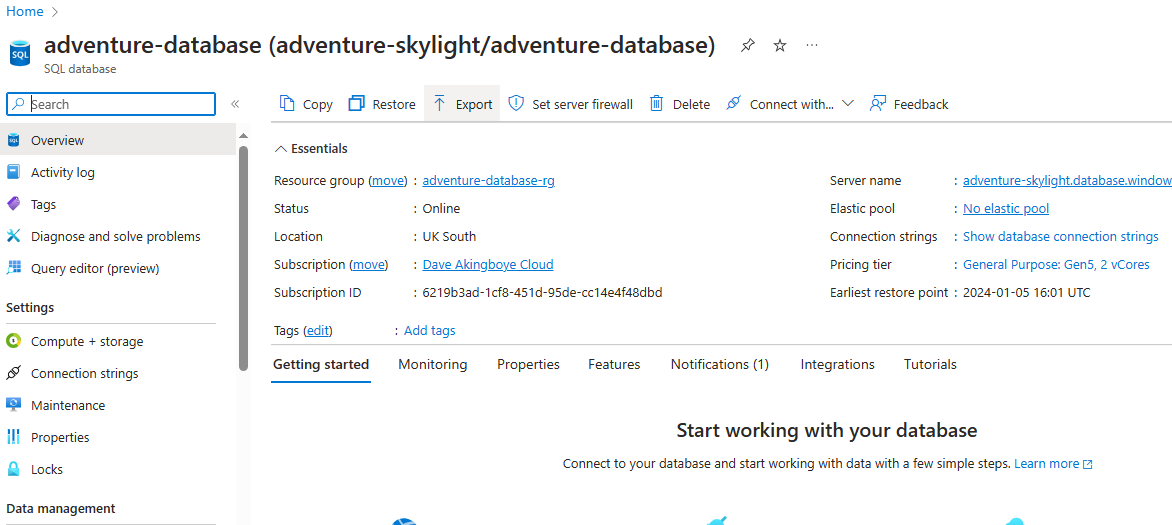 Home >
adventure-database (adventure-skylight/adventure-database) ...
SQL database
Search «
Copy Restore Export Set server firewall Delete Connect with... Feedback
Overview
Activity log
Tags
Diagnose and solve problems
Query editor (preview)
Settings
Compute + storage
Connection strings
Maintenance
Properties
Locks
Data management
Essentials
Resource group (move) : adventure-database-rg
Status : Online
Location : UK South
Subscription (move) : Dave Akingboye Cloud
Subscription ID : 6219b3ad-1cf8-451d-95de-cc14e4f48dbd
Server name : adventure-skylight.database.window
Elastic pool : No elastic pool
Connection strings : Show database connection strings
Pricing tier : General Purpose: Gen5, 2 vCores
Earliest restore point : 2024-01-05 16:01 UTC
Tags (edit) : Add tags
Getting started Monitoring Properties Features Notifications (1) Integrations Tutorials
Start working with your database
Connect to your database and start working with data with a few simple steps. Learn more